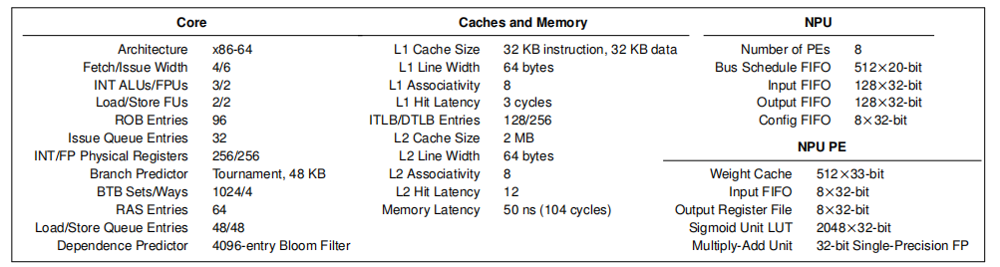 Core
Architecture x86-64
Fetch/Issue Width 4/6
INT ALUs/FPUs 3/2
Load/Store FUs 2/2
ROB Entries 96
Issue Queue Entries 32
INT/FP Physical Registers 256/256
Branch Predictor Tournament, 48 KB
BTB Sets/Ways 1024/4
RAS Entries 64
Load/Store Queue Entries 48/48
Dependence Predictor 4096-entry Bloom Filter
Caches and Memory
L1 Cache Size 32 KB instruction, 32 KB data
L1 Line Width 64 bytes
L1 Associativity 8
L1 Hit Latency 3 cycles
ITLB/DTLB Entries 128/256
L2 Cache Size 2 MB
L2 Line Width 64 bytes
L2 Associativity 8
L2 Hit Latency 12
Memory Latency 50 ns (104 cycles)
NPU
Number of PEs 8
Bus Schedule FIFO 512×20-bit
Input FIFO 128×32-bit
Output FIFO 128×32-bit
Config FIFO 8×32-bit
NPU PE
Weight Cache 512×33-bit
Input FIFO 8×32-bit
Output Register File 8×32-bit
Sigmoid Unit LUT 2048×32-bit
Multiply-Add Unit 32-bit Single-Precision FP